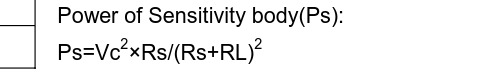 Power of Sensitivity body(Ps):
Ps=Vc²×Rs/(Rs+RL)²